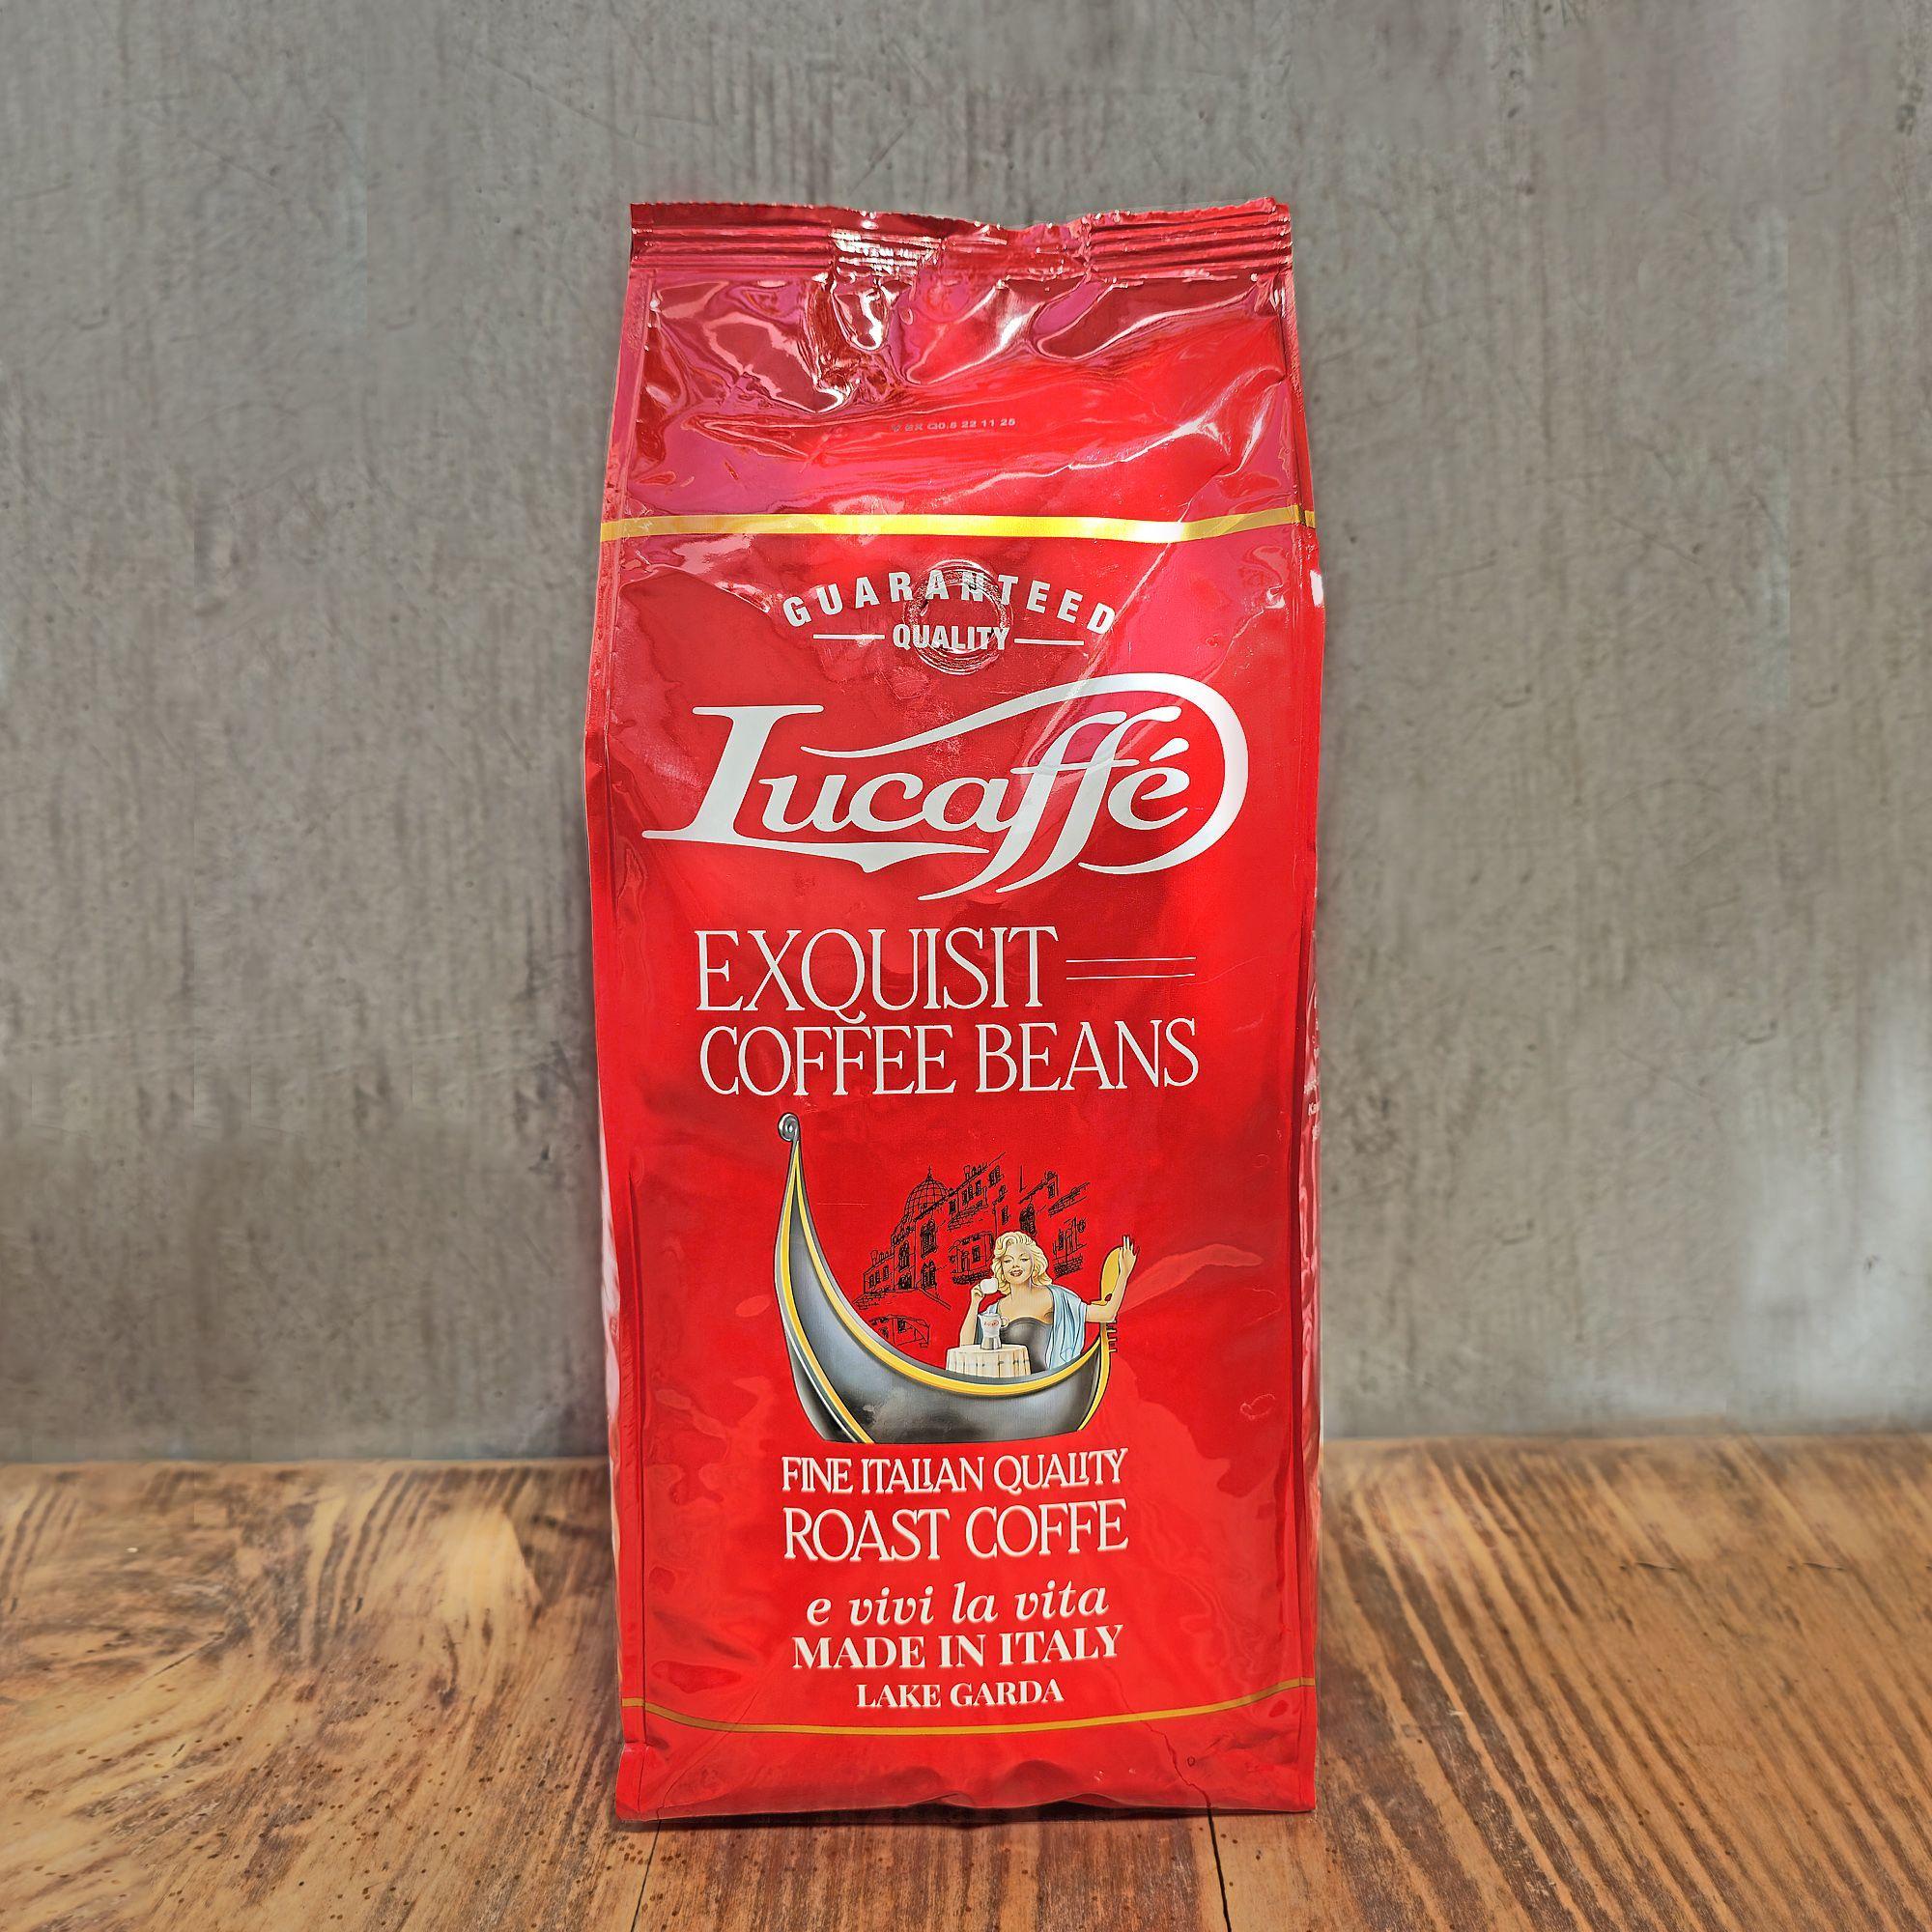 GUARANTEED
QUALITY
Lucaffé
EXQUISIT
COFFEE BEANS
FINE ITALIAN QUALITY
ROAST COFFE
e vivi la vita
MADE IN ITALY
LAKE GARDA